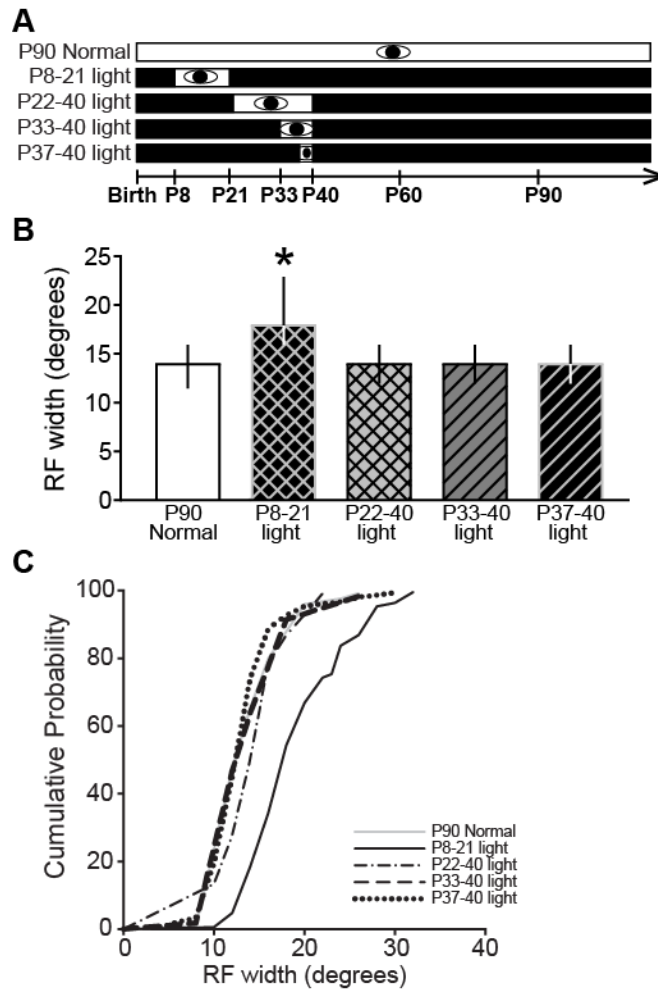 A
P90 Normal
P8-21 light
P22-40 light
P33-40 light
P37-40 light
Birth P8 P21 P33 P40 P60 P90
B
RF width (degrees)
25
20
15
10
5
0
*
P90 Normal
P8-21 light
P22-40 light
P33-40 light
P37-40 light
C
Cumulative Probability
100
80
60
40
20
0
0 10 20 30 40
RF width (degrees)
P90 Normal
P8-21 light
P22-40 light
P33-40 light
P37-40 light